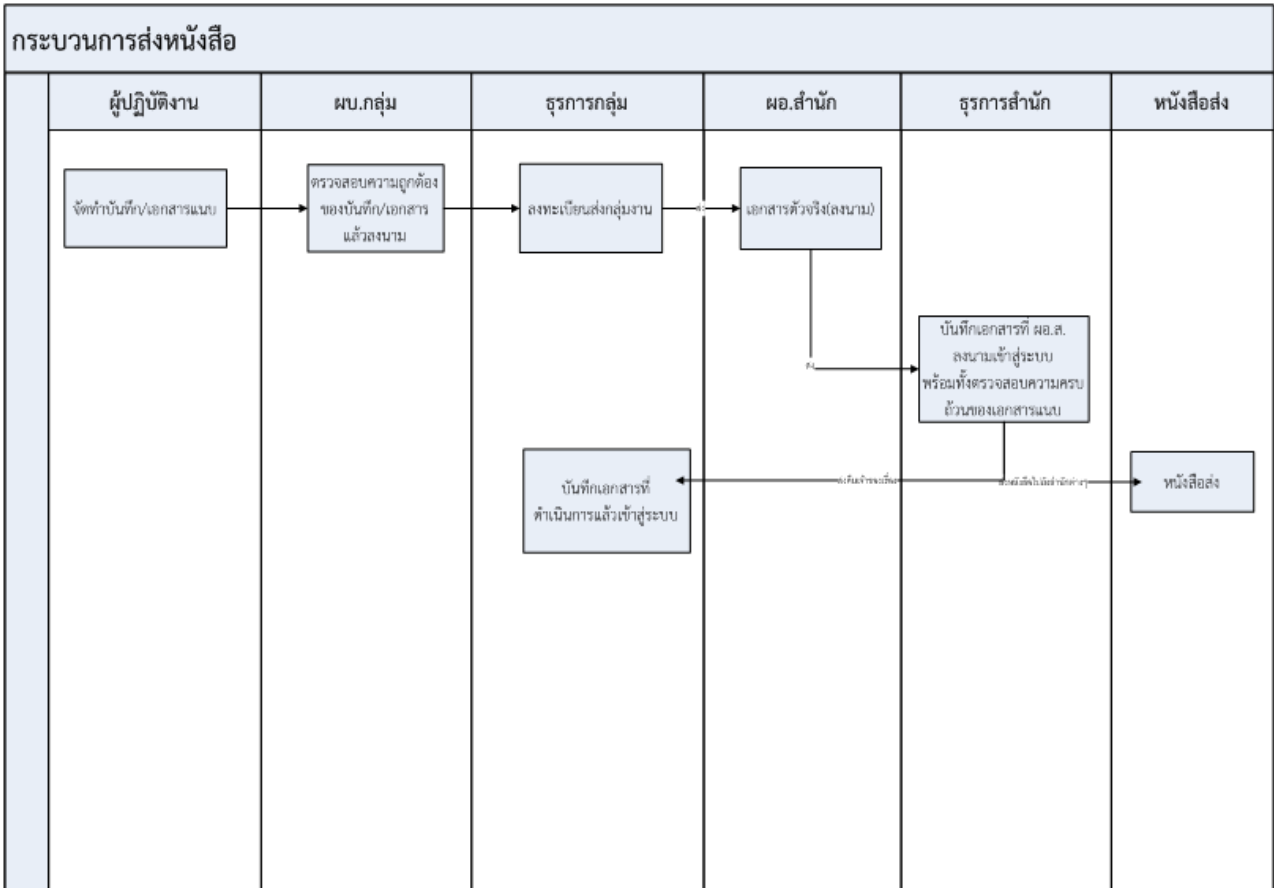 กระบวนการส่งหนังสือ
ผู้ปฏิบัติงาน
ผบ.กลุ่ม
ธุรการกลุ่ม
ผอ.สำนัก
ธุรการสำนัก
หนังสือส่ง
จัดทำบันทึก/เอกสารแนบ
ตรวจสอบความถูกต้อง
ของบันทึก/เอกสาร
แล้วลงนาม
ลงทะเบียนส่งกลุ่มงาน
เอกสารตัวจริง(ลงนาม)
บันทึกเอกสารที่ ผอ.ส.
ลงนามเข้าสู่ระบบ
พร้อมทั้งตรวจสอบความครบ
ถ้วนของเอกสารแนบ
บันทึกเอกสารที่
ดำเนินการแล้วเข้าสู่ระบบ
หนังสือส่ง